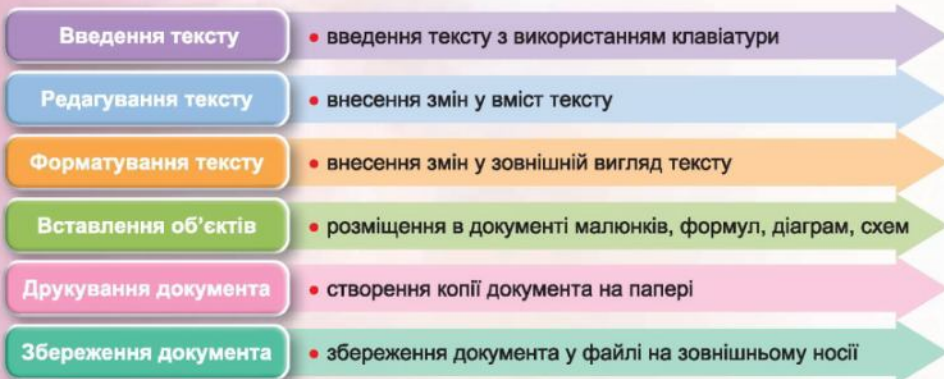 Введення тексту • введення тексту з використанням клавіатури
Редагування тексту • внесення змін у вміст тексту
Форматування тексту • внесення змін у зовнішній вигляд тексту
Вставлення об’єктів • розміщення в документі малюнків, формул, діаграм, схем
Друкування документа • створення копії документа на папері
Збереження документа • збереження документа у файлі на зовнішньому носії